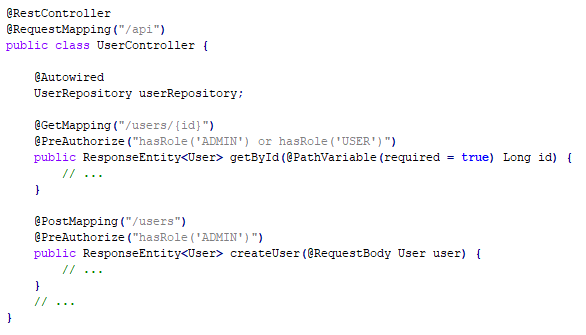 @RestController
@RequestMapping("/api")
public class UserController {
@Autowired
UserRepository userRepository;
@GetMapping("/users/{id}")
@PreAuthorize("hasRole('ADMIN') or hasRole('USER')")
public ResponseEntity<User> getById(@PathVariable(required = true) Long id) {
// ...
}
@PostMapping("/users")
@PreAuthorize("hasRole('ADMIN')")
public ResponseEntity<User> createUser(@RequestBody User user) {
// ...
}
// ...
}